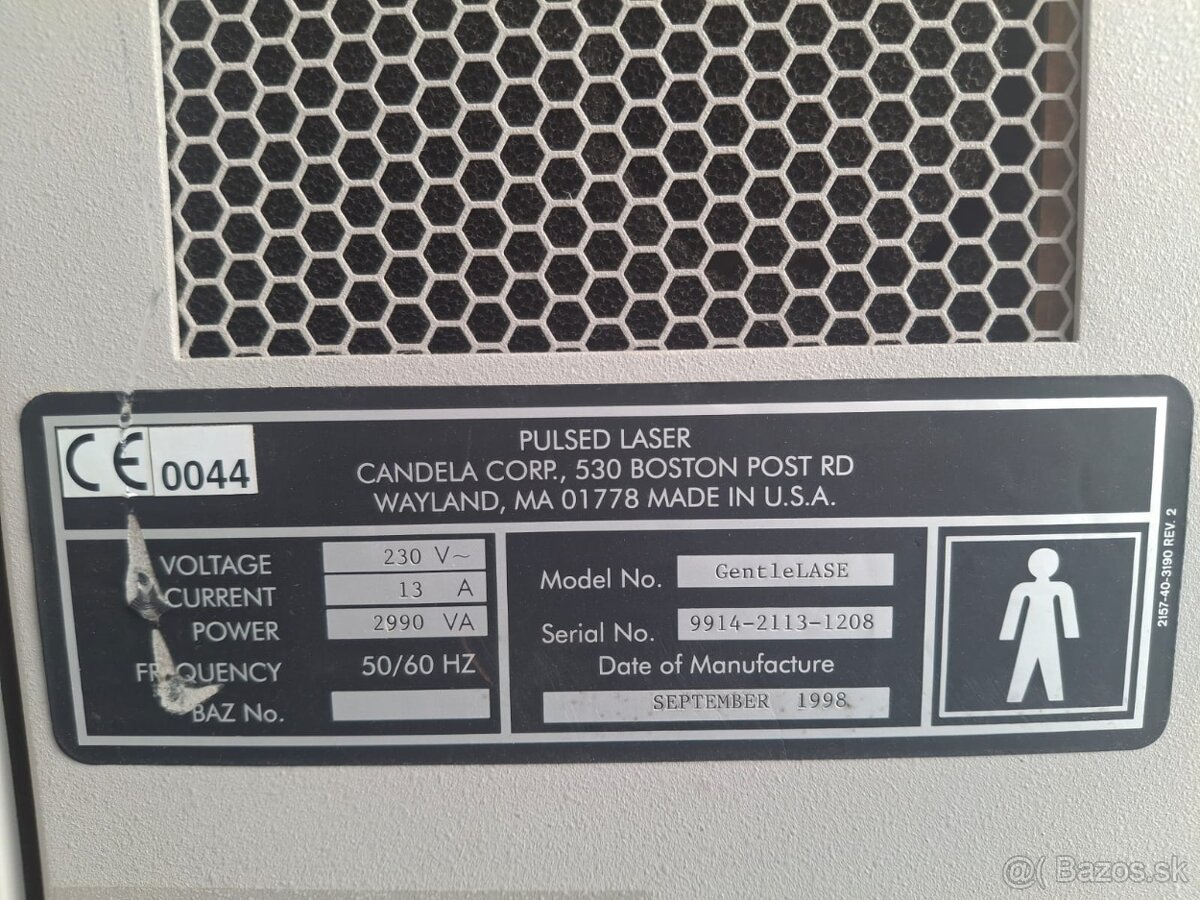 CE 0044
PULSED LASER
CANDELA CORP., 530 BOSTON POST RD
WAYLAND, MA 01778 MADE IN U.S.A.
VOLTAGE 230 V~
CURRENT 13 A
POWER 2990 VA
FREQUENCY 50/60 HZ
BAZ No.
Model No. GentleLASE
Serial No. 9914-2113-1208
Date of Manufacture
SEPTEMBER 1998
2157-40-3190 REV. 2
@( Bazos.sk